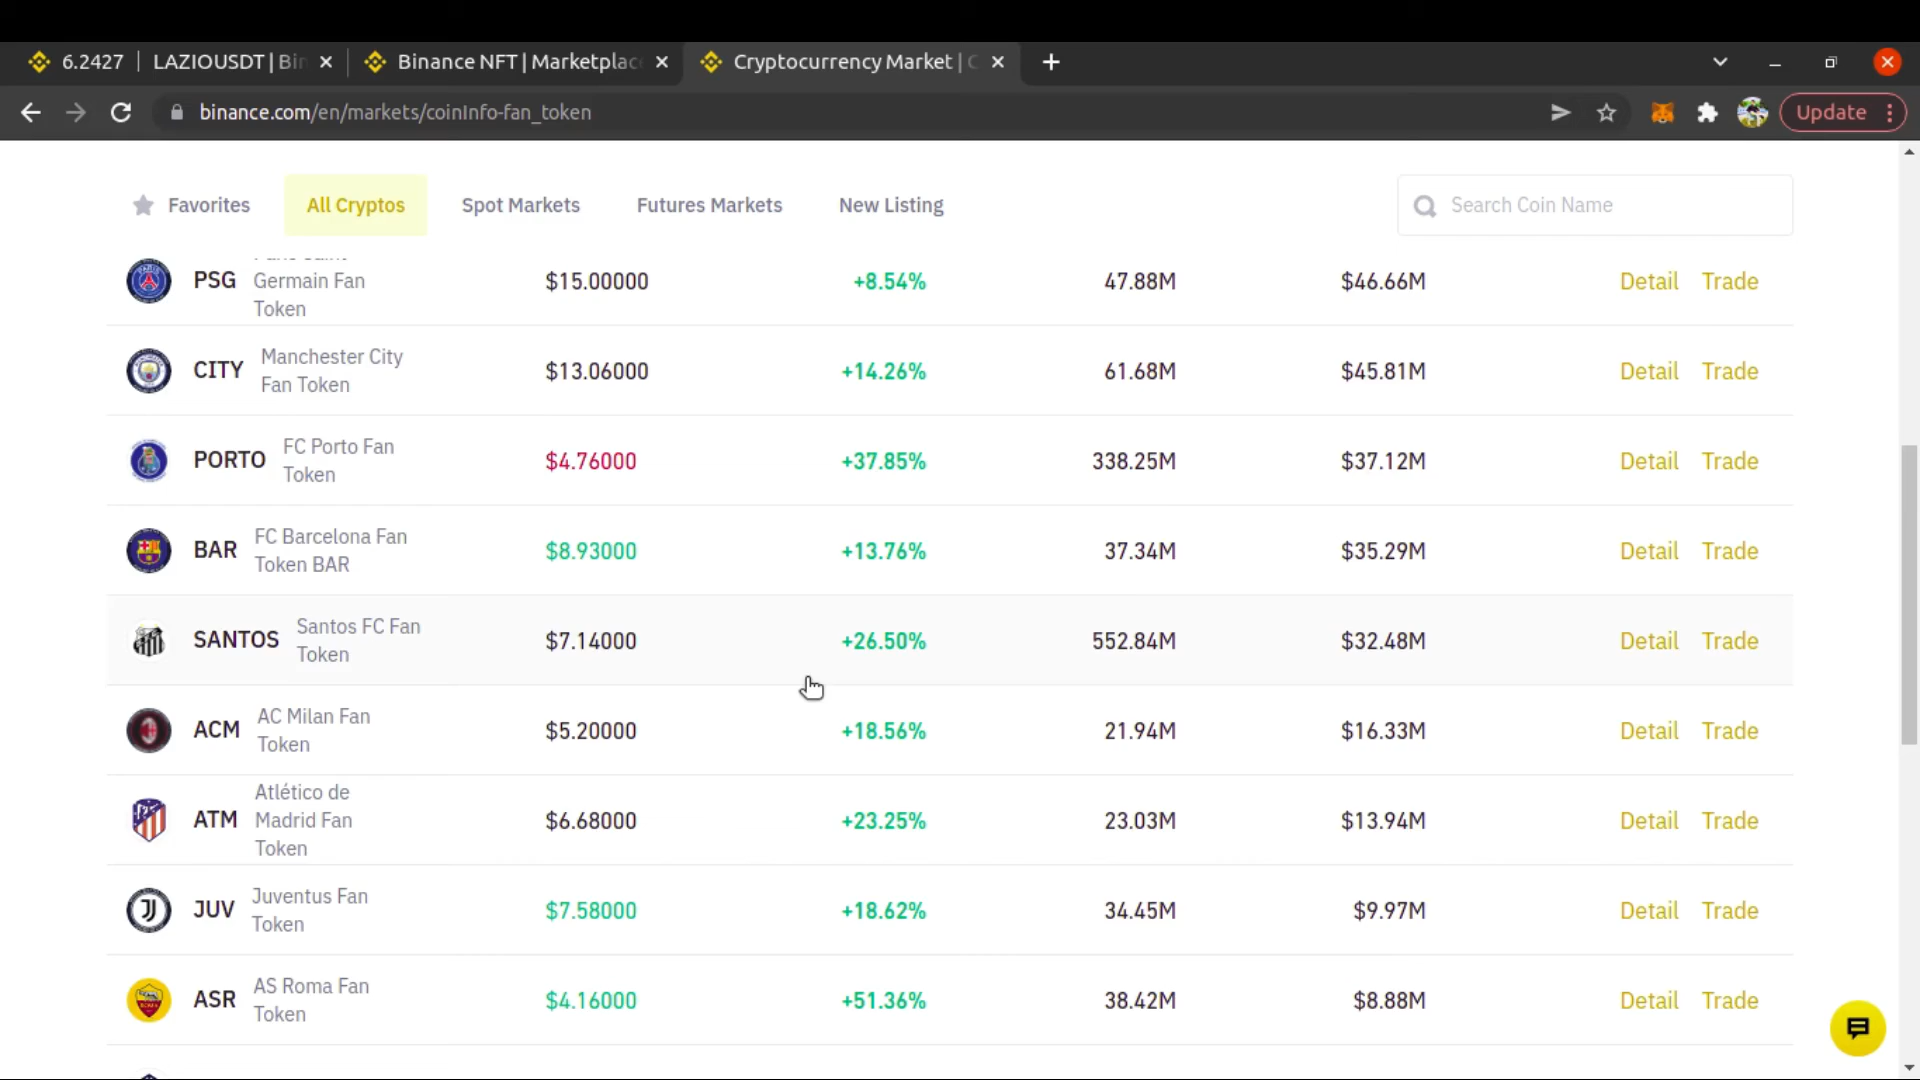 6.2427 | LAZIOUSDT | Bin
Binance NFT | Marketplac
Cryptocurrency Market | C
binance.com/en/markets/coinInfo-fan_token
Update
Favorites
All Cryptos
Spot Markets
Futures Markets
New Listing
Search Coin Name
PSG
Germain Fan
Token
$15.00000
+8.54%
47.88M
$46.66M
Detail
Trade
CITY
Manchester City
Fan Token
$13.06000
+14.26%
61.68M
$45.81M
Detail
Trade
PORTO
FC Porto Fan
Token
$4.76000
+37.85%
338.25M
$37.12M
Detail
Trade
BAR
FC Barcelona Fan
Token BAR
$8.93000
+13.76%
37.34M
$35.29M
Detail
Trade
SANTOS
Santos FC Fan
Token
$7.14000
+26.50%
552.84M
$32.48M
Detail
Trade
ACM
AC Milan Fan
Token
$5.20000
+18.56%
21.94M
$16.33M
Detail
Trade
ATM
Atlético de
Madrid Fan
Token
$6.68000
+23.25%
23.03M
$13.94M
Detail
Trade
JUV
Juventus Fan
Token
$7.58000
+18.62%
34.45M
$9.97M
Detail
Trade
ASR
AS Roma Fan
Token
$4.16000
+51.36%
38.42M
$8.88M
Detail
Trade